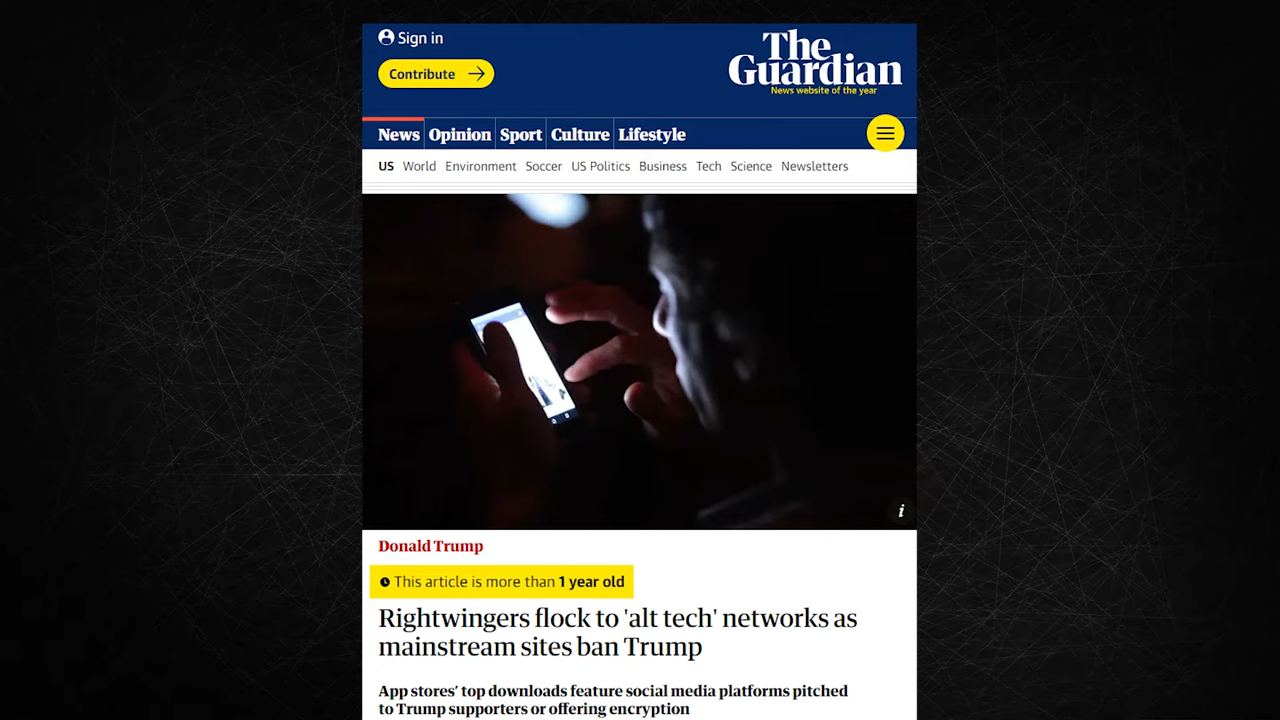 Sign in
Contribute
The
Guardian
News website of the year
News Opinion Sport Culture Lifestyle
US World Environment Soccer US Politics Business Tech Science Newsletters
i
Donald Trump
This article is more than 1 year old
Rightwingers flock to 'alt tech' networks as
mainstream sites ban Trump
App stores’ top downloads feature social media platforms pitched
to Trump supporters or offering encryption